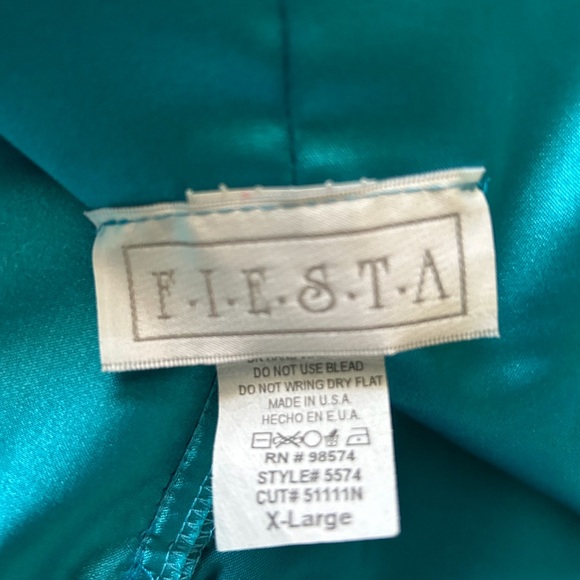 F.I.E.S.T.A
DO NOT USE BLEAD
DO NOT WRING DRY FLAT
MADE IN U.S.A.
HECHO EN E.U.A.
RN # 98574
STYLE# 5574
CUT# 51111N
X-Large